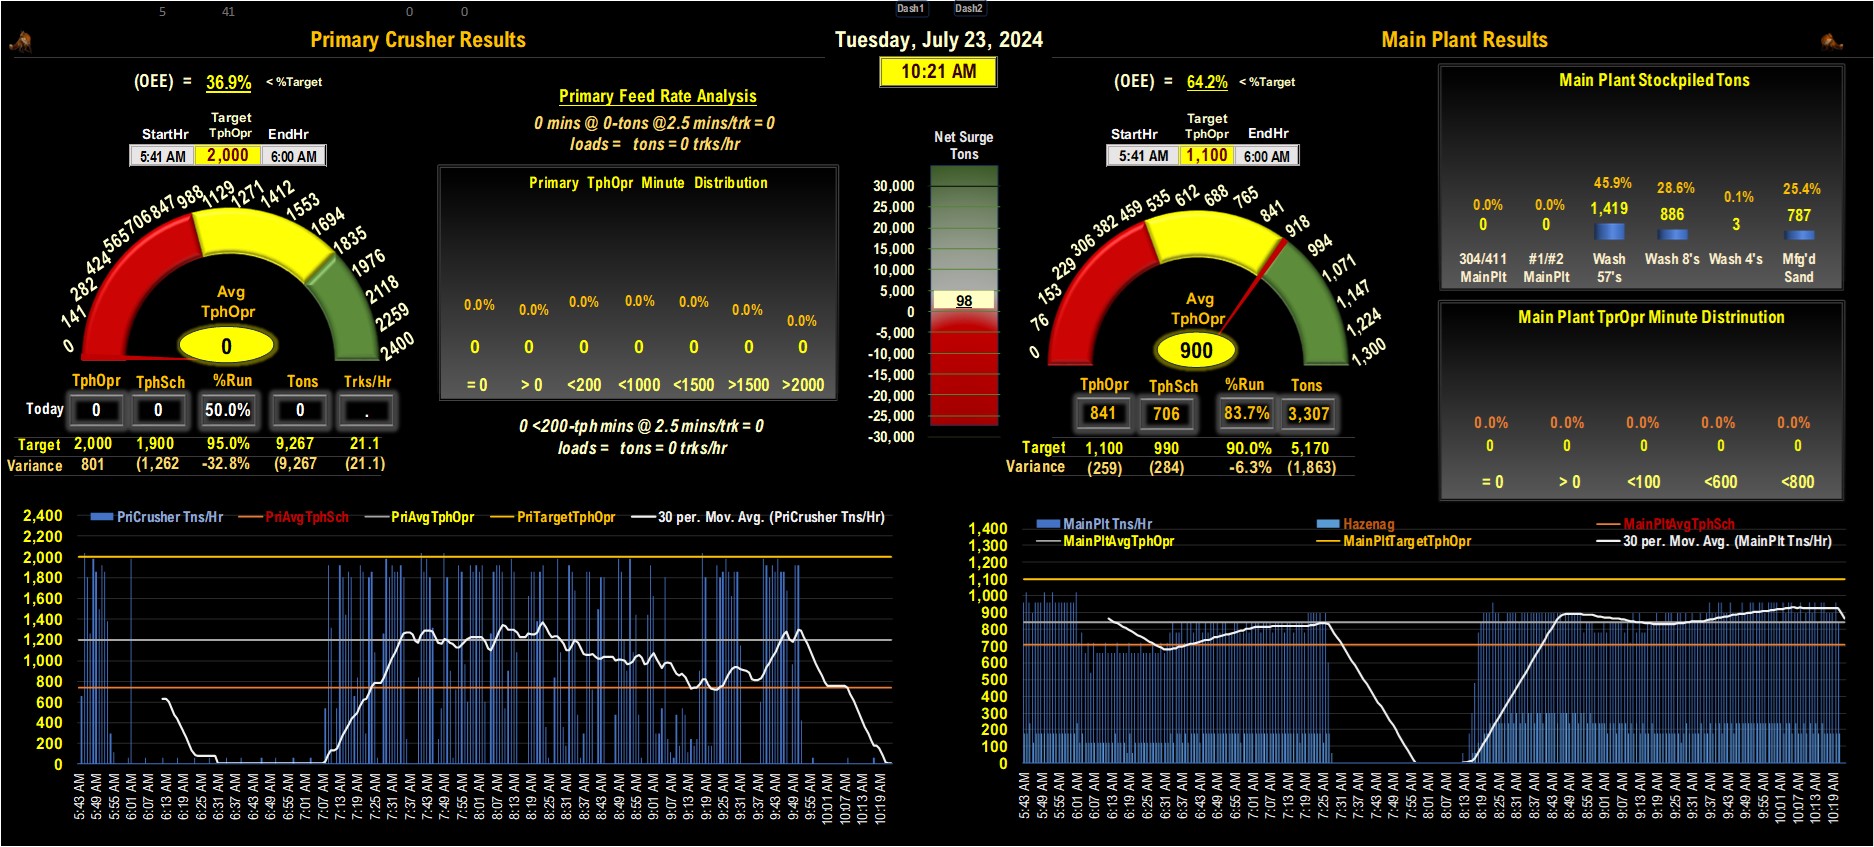 5 41 0 0 Dash1 Dash2
Primary Crusher Results
Tuesday, July 23, 2024
Main Plant Results
10:21 AM
(OEE) = 36.9% < %Target
Target
StartHr TphOpr EndHr
5:41 AM 2,000 6:00 AM
0 141 282 424 565 706 847 988 1129 1271 1412 1553 1694 1835 1976 2118 2259 2400
Avg
TphOpr
0
TphOpr TphSch %Run Tons Trks/Hr
Today 0 0 50.0% 0 .
Target 2,000 1,900 95.0% 9,267 21.1
Variance 801 (1,262 -32.8% (9,267 (21.1)
Primary Feed Rate Analysis
0 mins @ 0-tons @2.5 mins/trk = 0
loads = tons = 0 trks/hr
Primary TphOpr Minute Distribution
0.0% 0.0% 0.0% 0.0% 0.0% 0.0% 0.0%
0 0 0 0 0 0 0
= 0 > 0 <200 <1000 <1500 >1500 >2000
0 <200-tph mins @ 2.5 mins/trk = 0
loads = tons = 0 trks/hr
Net Surge
Tons
30,000
25,000
20,000
15,000
10,000
5,000
98
0
-5,000
-10,000
-15,000
-20,000
-25,000
-30,000
(OEE) = 64.2% < %Target
Target
StartHr TphOpr EndHr
5:41 AM 1,100 6:00 AM
0 76 153 229 306 382 459 535 612 688 765 841 918 994 1,071 1,147 1,224 1,300
Avg
TphOpr
900
TphOpr TphSch %Run Tons
841 706 83.7% 3,307
Target 1,100 990 90.0% 5,170
Variance (259) (284) -6.3% (1,863)
Main Plant Stockpiled Tons
0.0% 0.0% 45.9% 28.6% 0.1% 25.4%
0 0 1,419 886 3 787
304/411 #1/#2 Wash Wash 8's Wash 4's Mfg'd
MainPlt MainPlt 57's Sand
Main Plant TprOpr Minute Distrinution
0.0% 0.0% 0.0% 0.0% 0.0%
0 0 0 0 0
= 0 > 0 <100 <600 <800
PriCrusher Tns/Hr PriAvgTphSch PriAvgTphOpr PriTargetTphOpr 30 per. Mov. Avg. (PriCrusher Tns/Hr)
2,400
2,200
2,000
1,800
1,600
1,400
1,200
1,000
800
600
400
200
0
5:43 AM 5:49 AM 5:55 AM 6:01 AM 6:07 AM 6:13 AM 6:19 AM 6:25 AM 6:31 AM 6:37 AM 6:43 AM 6:49 AM 6:55 AM 7:01 AM 7:07 AM 7:13 AM 7:19 AM 7:25 AM 7:31 AM 7:37 AM 7:43 AM 7:49 AM 7:55 AM 8:01 AM 8:07 AM 8:13 AM 8:19 AM 8:25 AM 8:31 AM 8:37 AM 8:43 AM 8:49 AM 8:55 AM 9:01 AM 9:07 AM 9:13 AM 9:19 AM 9:25 AM 9:31 AM 9:37 AM 9:43 AM 9:49 AM 9:55 AM 10:01 AM 10:07 AM 10:13 AM 10:19 AM
MainPlt Tns/Hr Hazenag MainPltAvgTphSch
MainPltAvgTphOpr MainPltTargetTphOpr 30 per. Mov. Avg. (MainPlt Tns/Hr)
1,400
1,300
1,200
1,100
1,000
900
800
700
600
500
400
300
200
100
0
5:43 AM 5:49 AM 5:55 AM 6:01 AM 6:07 AM 6:13 AM 6:19 AM 6:25 AM 6:31 AM 6:37 AM 6:43 AM 6:49 AM 6:55 AM 7:01 AM 7:07 AM 7:13 AM 7:19 AM 7:25 AM 7:31 AM 7:37 AM 7:43 AM 7:49 AM 7:55 AM 8:01 AM 8:07 AM 8:13 AM 8:19 AM 8:25 AM 8:31 AM 8:37 AM 8:43 AM 8:49 AM 8:55 AM 9:01 AM 9:07 AM 9:13 AM 9:19 AM 9:25 AM 9:31 AM 9:37 AM 9:43 AM 9:49 AM 9:55 AM 10:01 AM 10:07 AM 10:13 AM 10:19 AM